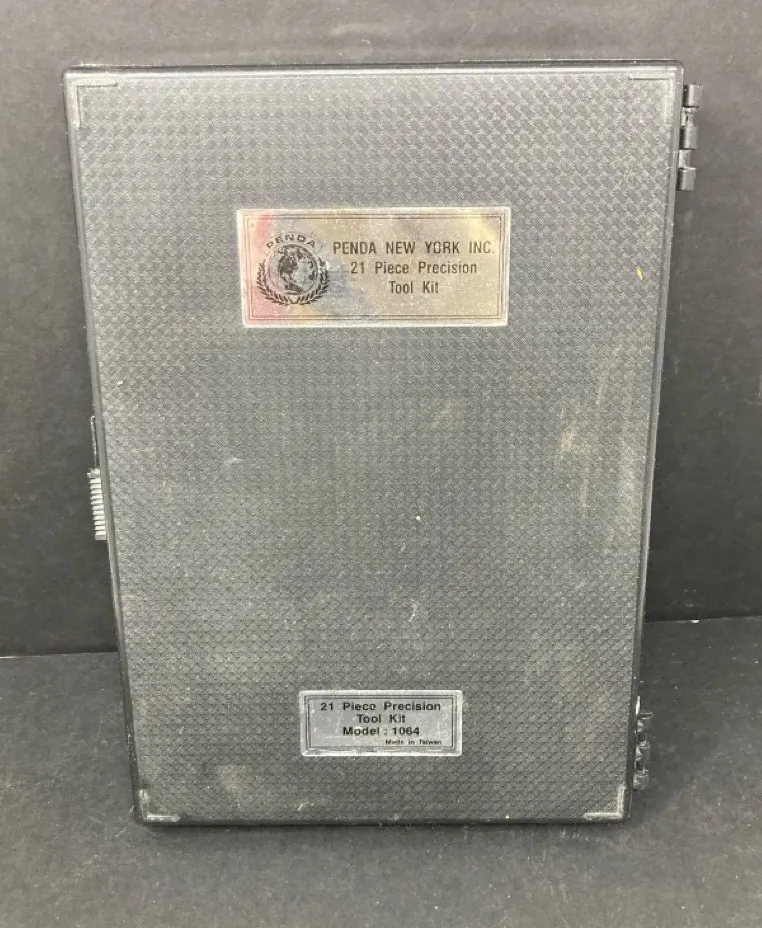 PENDA
PENDA NEW YORK INC.
21 Piece Precision
Tool Kit
21 Piece Precision
Tool Kit
Model : 1064
Made in Taiwan